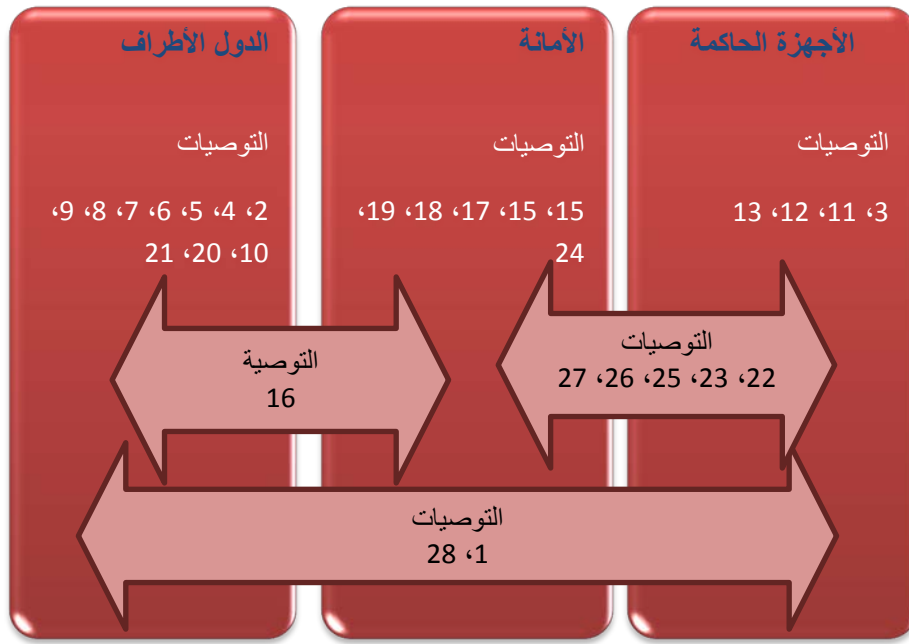 الأجهزة الحاكمة
التوصيات
3، 11، 12، 13
الأمانة
التوصيات
15، 15، 17، 18، 19،
24
الدول الأطراف
التوصيات
2، 4، 5، 6، 7، 8، 9،
10، 20، 21
التوصيات
22، 23، 25، 26، 27
التوصية
16
التوصيات
1، 28